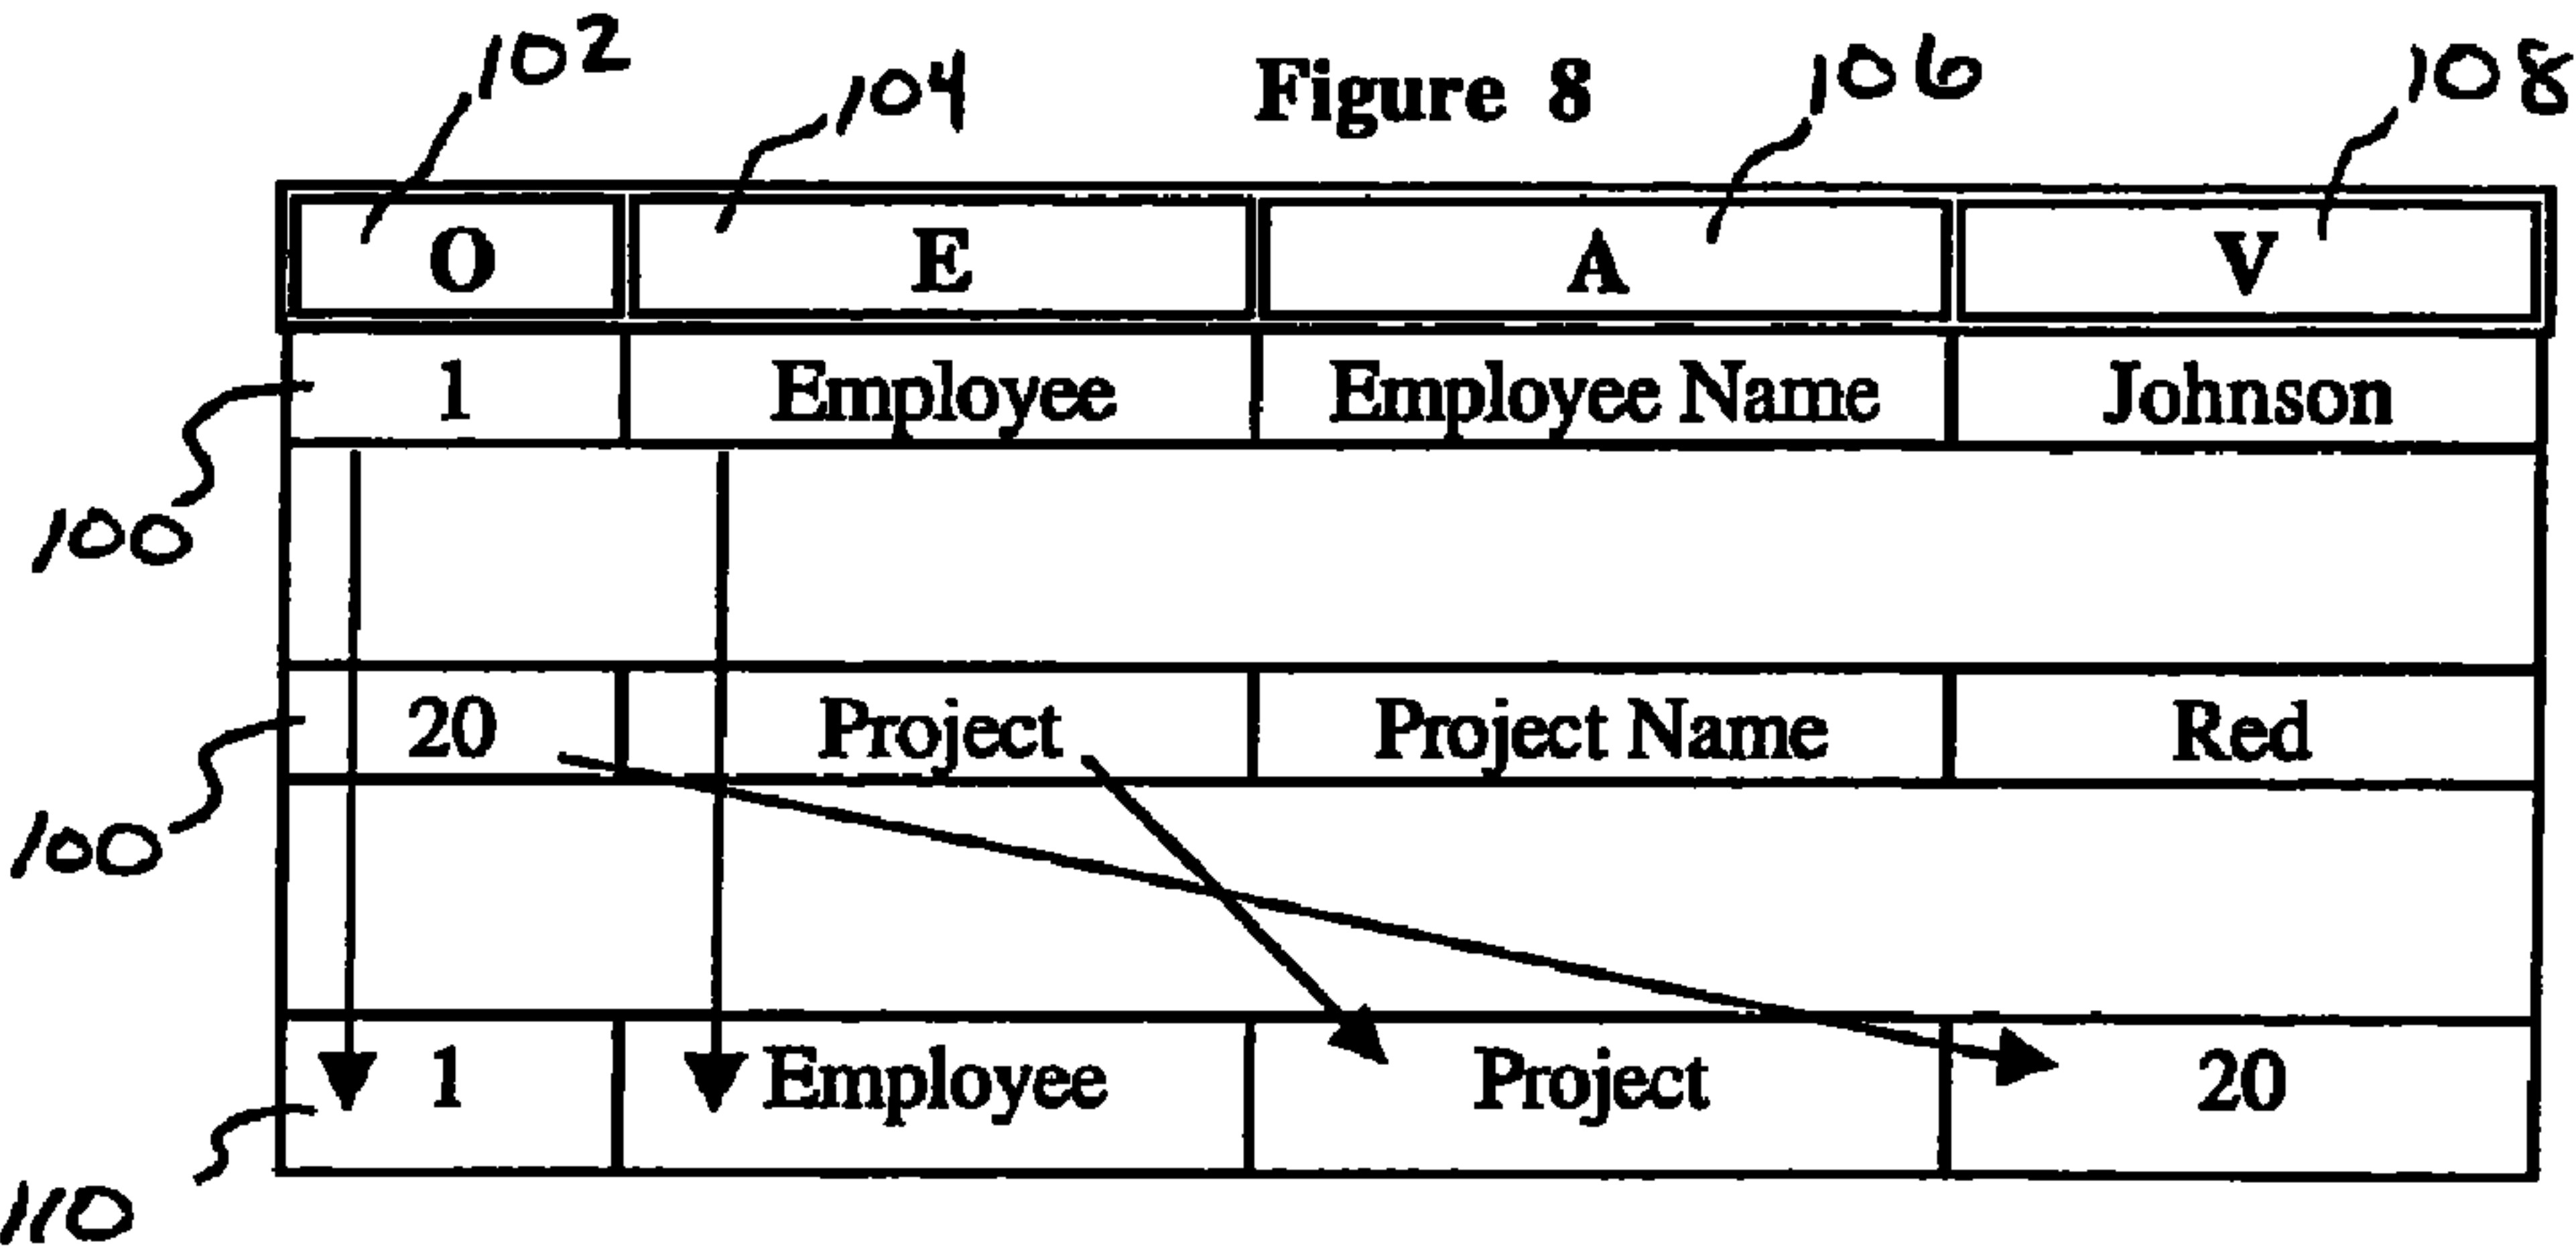 102 104 Figure 8 106 108
O E A V
1 Employee Employee Name Johnson
100
20 Project Project Name Red
100
1 Employee Project 20
110